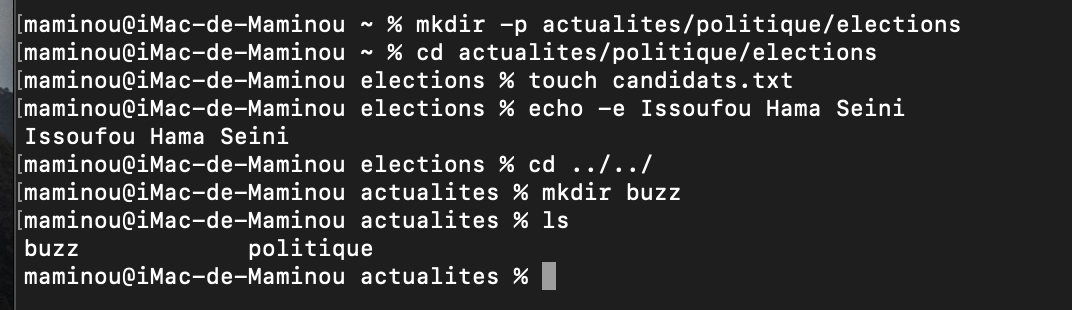 [maminou@iMac-de-Maminou ~ % mkdir -p actualites/politique/elections
[maminou@iMac-de-Maminou ~ % cd actualites/politique/elections
[maminou@iMac-de-Maminou elections % touch candidats.txt
[maminou@iMac-de-Maminou elections % echo -e Issoufou Hama Seini
Issoufou Hama Seini
[maminou@iMac-de-Maminou elections % cd ../../
[maminou@iMac-de-Maminou actualites % mkdir buzz
[maminou@iMac-de-Maminou actualites % ls
buzz            politique
maminou@iMac-de-Maminou actualites %